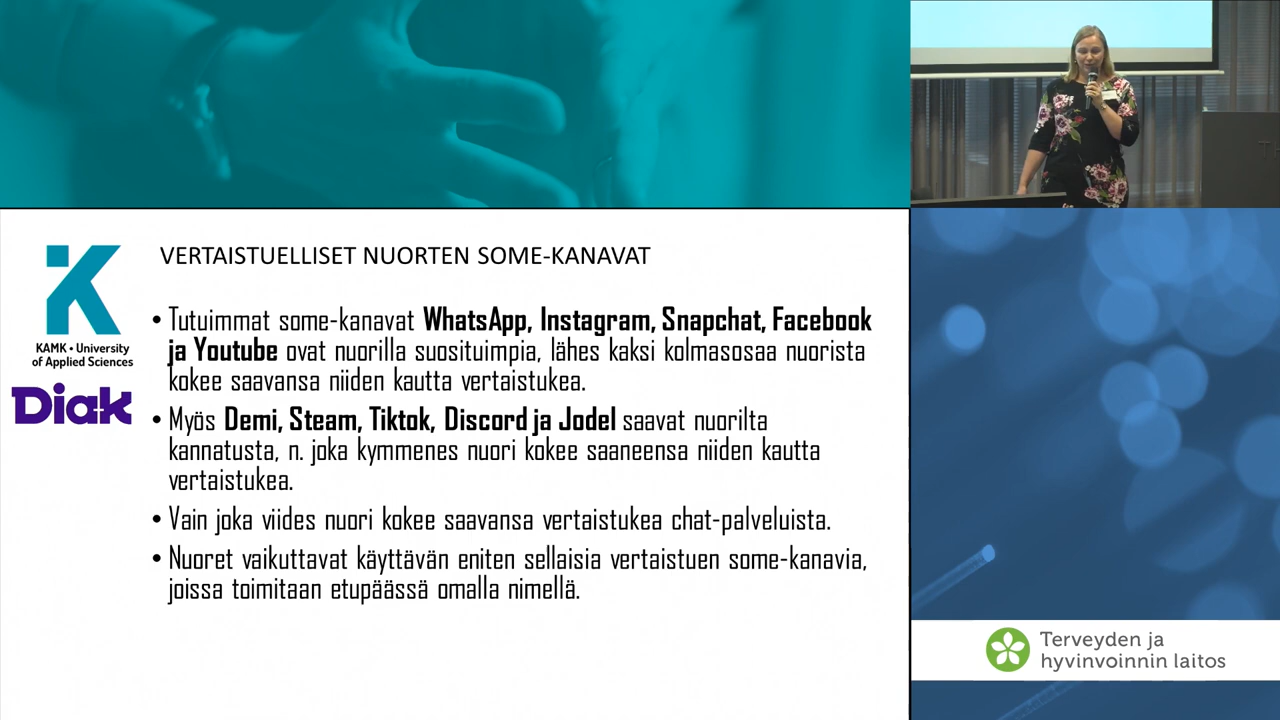 VERTAISTUELLISET NUORTEN SOME-KANAVAT
• Tutuimmat some-kanavat WhatsApp, Instagram, Snapchat, Facebook
ja Youtube ovat nuorilla suosituimpia, lähes kaksi kolmasosaa nuorista
kokee saavansa niiden kautta vertaistukea.
• Myös Demi, Steam, Tiktok, Discord ja Jodel saavat nuorilta
kannatusta, n. joka kymmenes nuori kokee saaneensa niiden kautta
vertaistukea.
• Vain joka viides nuori kokee saavansa vertaistukea chat-palveluista.
• Nuoret vaikuttavat käyttävän eniten sellaisia vertaistuen some-kanavia,
joissa toimitaan etupäässä omalla nimellä.
KAMK • University
of Applied Sciences
Diak
Terveyden ja
hyvinvoinnin laitos